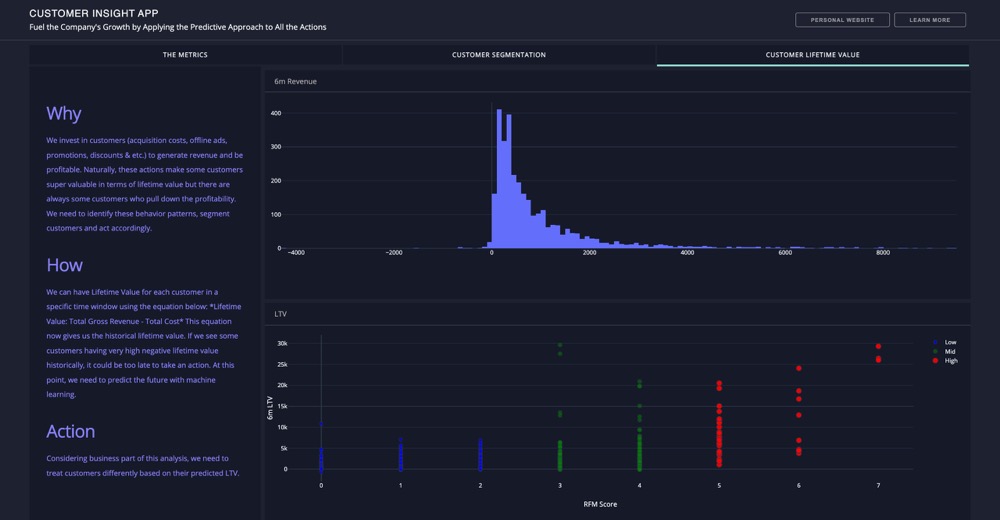 CUSTOMER INSIGHT APP
Fuel the Company's Growth by Applying the Predictive Approach to All the Actions
PERSONAL WEBSITE
LEARN MORE
THE METRICS
CUSTOMER SEGMENTATION
CUSTOMER LIFETIME VALUE
Why
We invest in customers (acquisition costs, offline ads,
promotions, discounts & etc.) to generate revenue and be
profitable. Naturally, these actions make some customers
super valuable in terms of lifetime value but there are
always some customers who pull down the profitability.
We need to identify these behavior patterns, segment
customers and act accordingly.
How
We can have Lifetime Value for each customer in a
specific time window using the equation below: *Lifetime
Value: Total Gross Revenue - Total Cost* This equation
now gives us the historical lifetime value. If we see some
customers having very high negative lifetime value
historically, it could be too late to take an action. At this
point, we need to predict the future with machine
learning.
Action
Considering business part of this analysis, we need to
treat customers differently based on their predicted LTV.
6m Revenue
400
300
200
100
0
−4000
−2000
0
2000
4000
6000
8000
LTV
30k
25k
20k
15k
10k
5k
0
6m LTV
0
1
2
3
4
5
6
7
RFM Score
Low
Mid
High